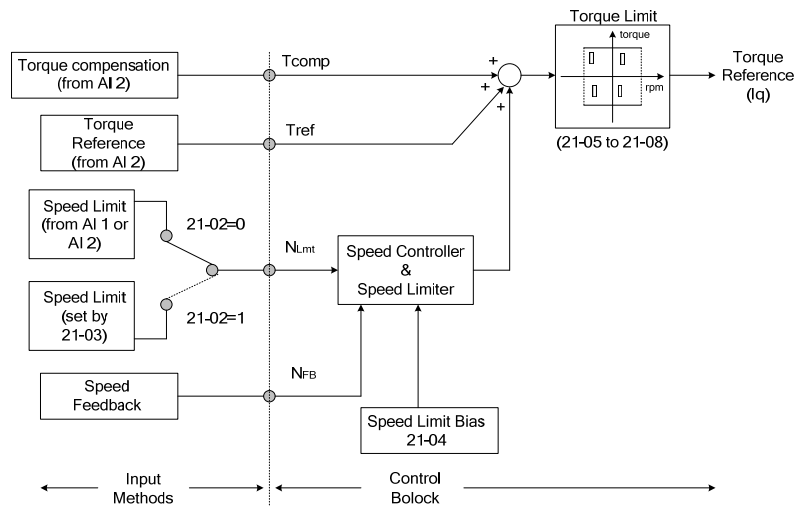 Torque Limit
torque
rpm
(21-05 to 21-08)
Torque
Reference
(Iq)
Torque compensation
(from AI 2)
Tcomp
+
+
+
Torque
Reference
(from AI 2)
Tref
Speed Limit
(from AI 1 or
AI 2)
21-02=0
NLmt
Speed Controller
&
Speed Limiter
Speed Limit
(set by
21-03)
21-02=1
Speed
Feedback
NFB
Speed Limit Bias
21-04
Input
Methods
Control
Bolock